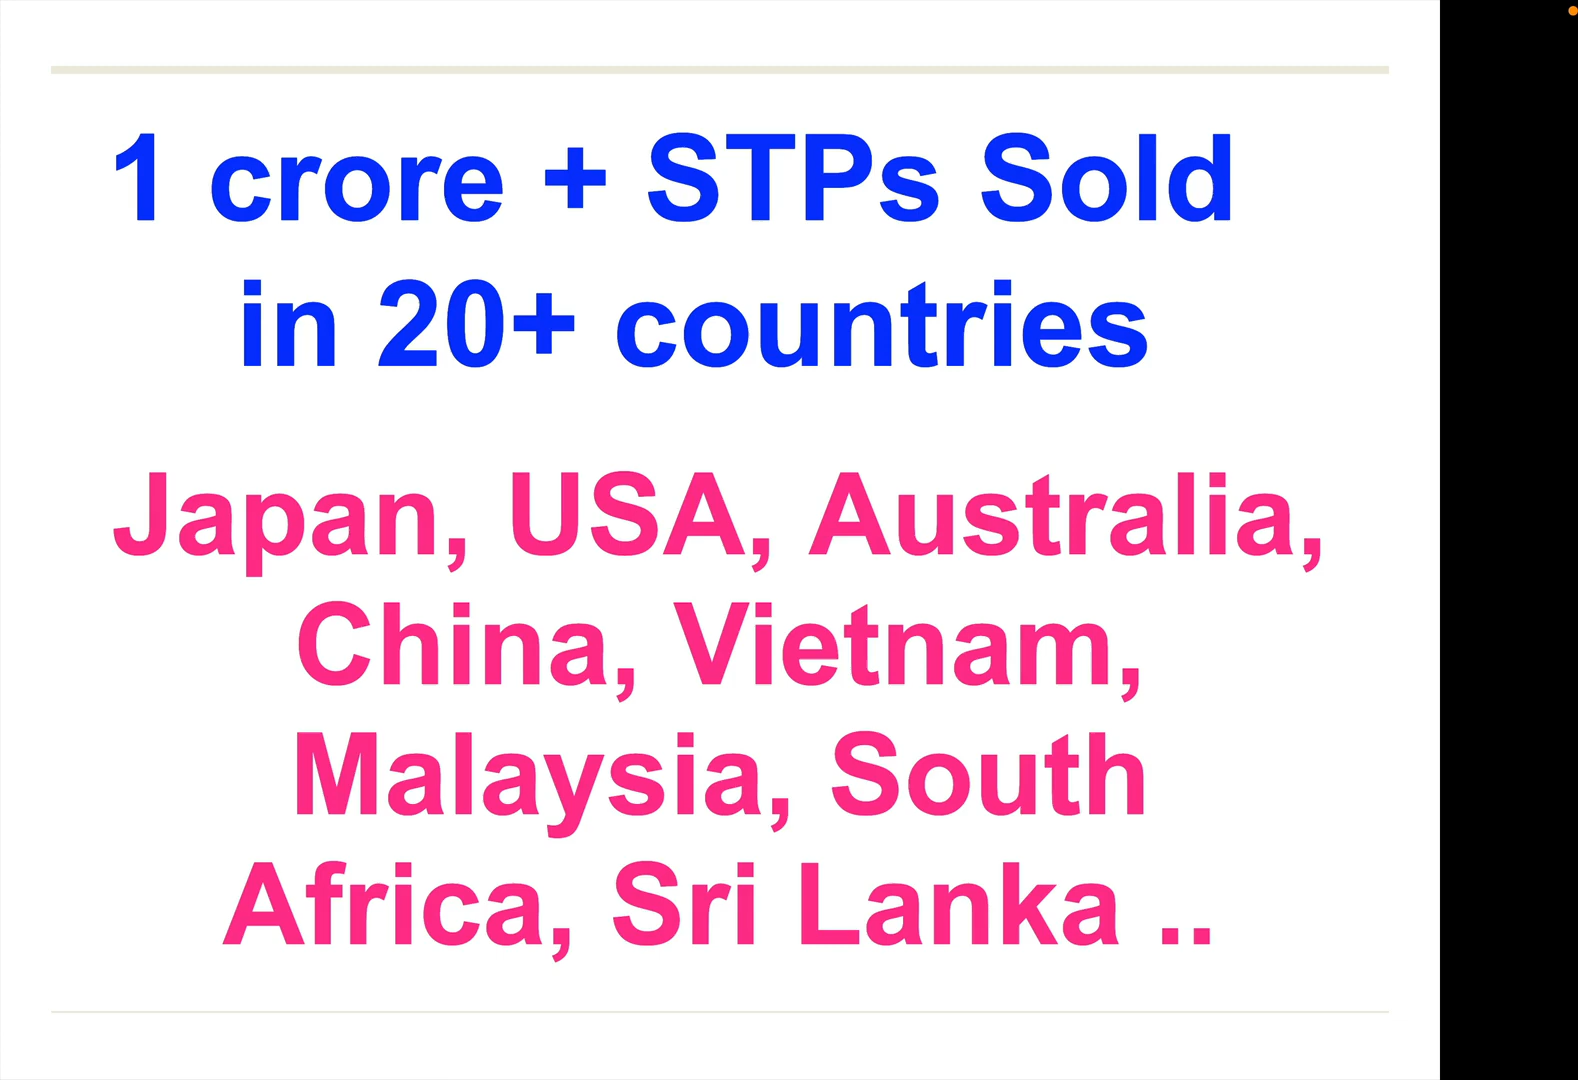 1 crore + STPs Sold
in 20+ countries
Japan, USA, Australia,
China, Vietnam,
Malaysia, South
Africa, Sri Lanka ..